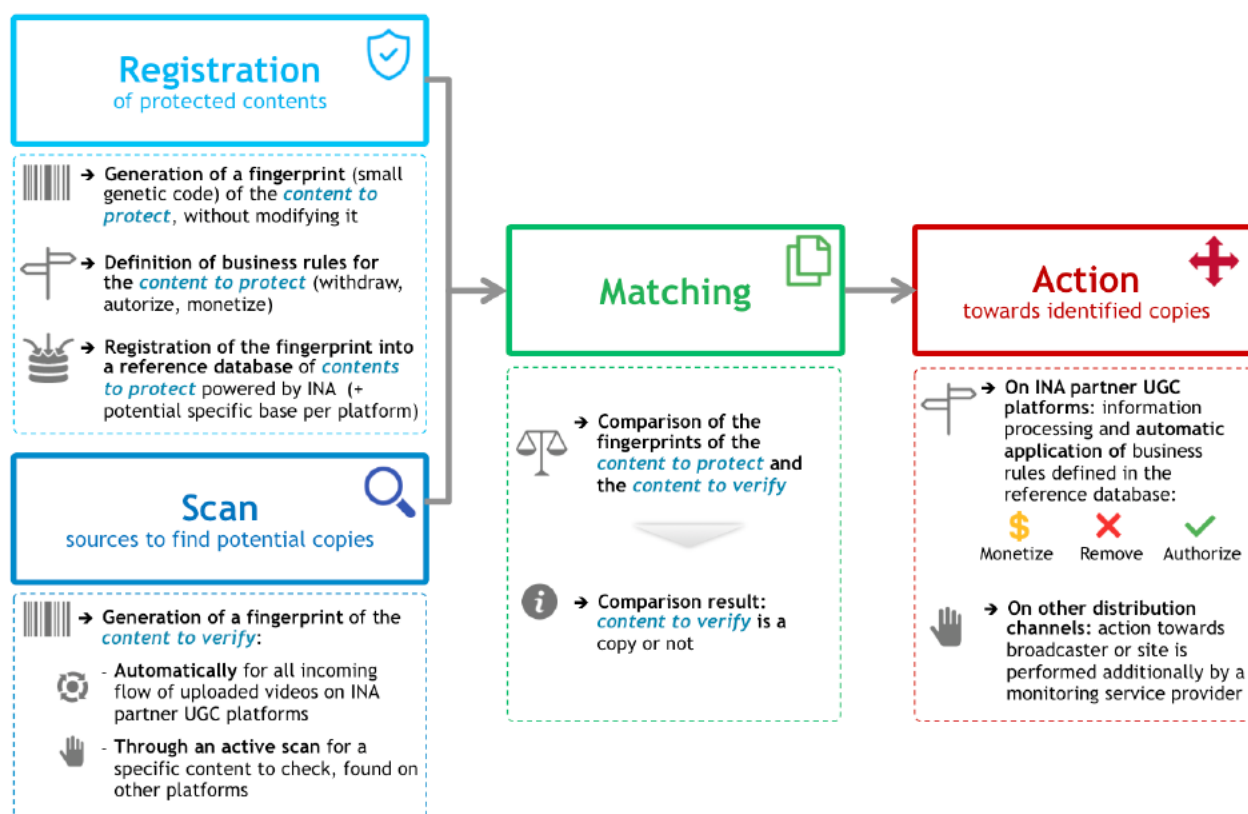 Registration
of protected contents
→ Generation of a fingerprint (small
genetic code) of the content to
protect, without modifying it
→ Definition of business rules for
the content to protect (withdraw,
autorize, monetize)
→ Registration of the fingerprint into
a reference database of contents
to protect powered by INA (+
potential specific base per platform)
Scan
sources to find potential copies
→ Generation of a fingerprint of the
content to verify:
- Automatically for all incoming
flow of uploaded videos on INA
partner UGC platforms
- Through an active scan for a
specific content to check, found on
other platforms
Matching
→ Comparison of the
fingerprints of the
content to protect and
the content to verify
→ Comparison result:
content to verify is a
copy or not
Action
towards identified copies
→ On INA partner UGC
platforms: information
processing and automatic
application of business
rules defined in the
reference database:
$
Monetize Remove Authorize
→ On other distribution
channels: action towards
broadcaster or site is
performed additionally by a
monitoring service provider